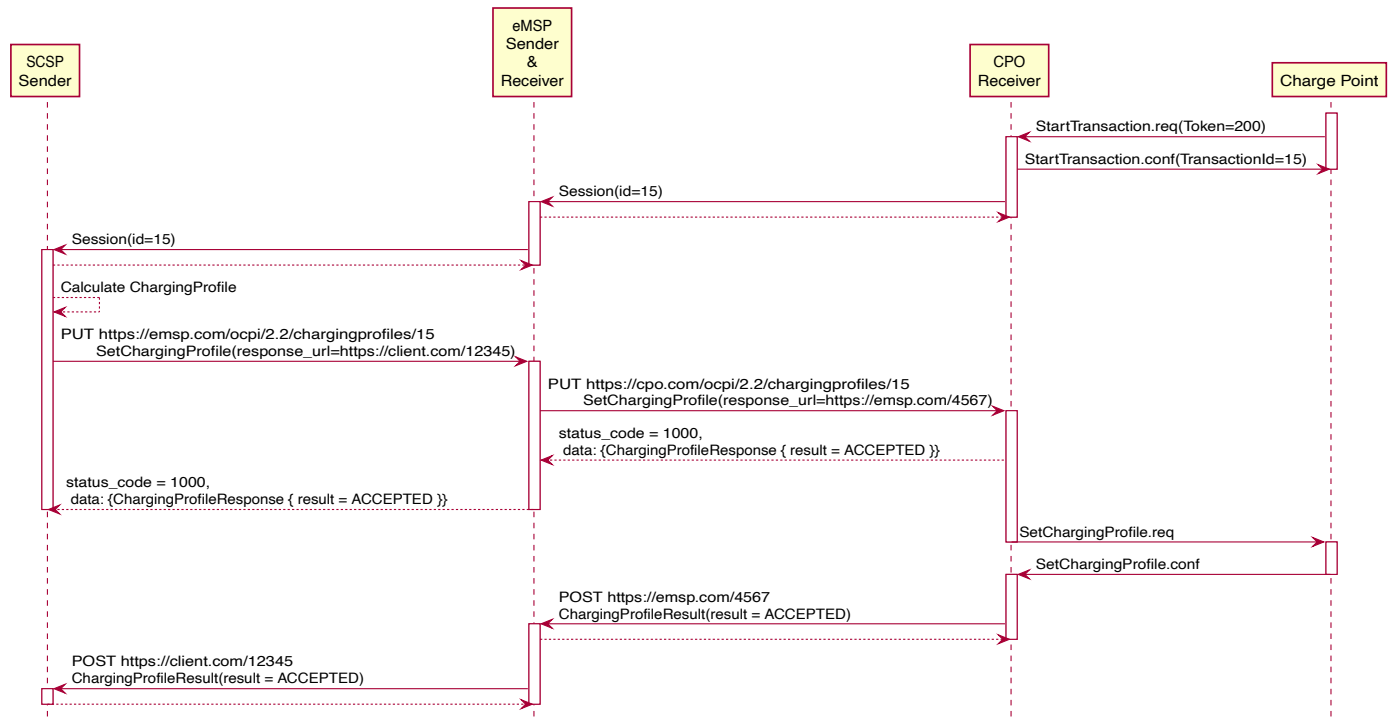 SCSP
Sender
eMSP
Sender
&
Receiver
CPO
Receiver
Charge Point
StartTransaction.req(Token=200)
StartTransaction.conf(TransactionId=15)
Session(id=15)
Session(id=15)
Calculate ChargingProfile
PUT https://emsp.com/ocpi/2.2/chargingprofiles/15
SetChargingProfile(response_url=https://client.com/12345)
PUT https://cpo.com/ocpi/2.2/chargingprofiles/15
SetChargingProfile(response_url=https://emsp.com/4567)
status_code = 1000,
data: {ChargingProfileResponse { result = ACCEPTED }}
status_code = 1000,
data: {ChargingProfileResponse { result = ACCEPTED }}
SetChargingProfile.req
SetChargingProfile.conf
POST https://emsp.com/4567
ChargingProfileResult(result = ACCEPTED)
POST https://client.com/12345
ChargingProfileResult(result = ACCEPTED)